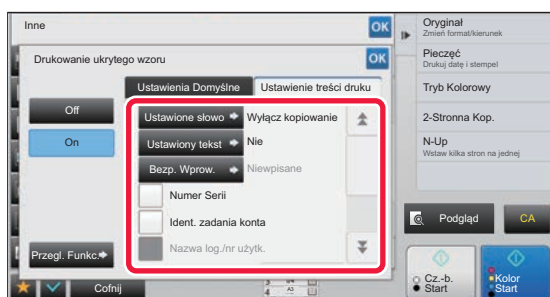 Inne
OK
Drukowanie ukrytego wzoru
OK
Ustawienia Domyślne
Ustawienie treści druku
Off
On
Przegl. Funkc.
Ustawione słowo
Wyłącz kopiowanie
Ustawiony tekst
Nie
Bezp. Wprow.
Niewpisane
Numer Serii
Ident. zadania konta
Nazwa log./nr użytk.
Cofnij
Oryginał
Zmień format/kierunek
Pieczęć
Drukuj datę i stempel
Tryb Kolorowy
2-Stronna Kop.
N-Up
Wstaw kilka stron na jednej
Podgląd
CA
Cz.-b.
Start
Kolor
Start